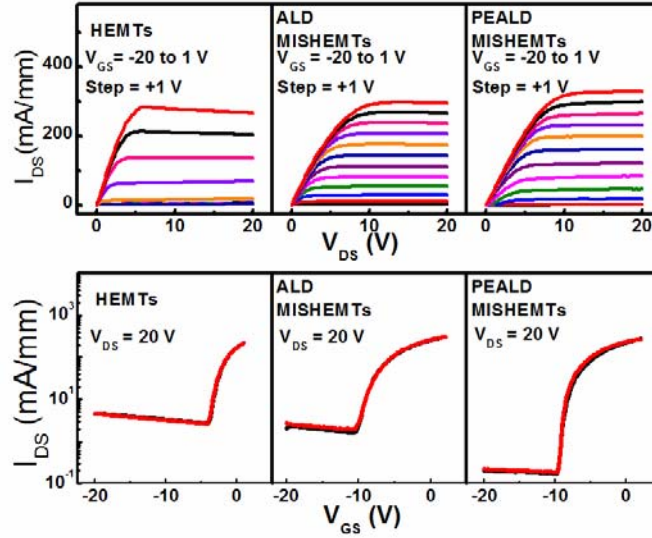 HEMTs
V_GS = -20 to 1 V
Step = +1 V
ALD
MISHEMTs
V_GS = -20 to 1 V
Step = +1 V
PEALD
MISHEMTs
V_GS = -20 to 1 V
Step = +1 V
I_DS (mA/mm)
400
200
0
0 10 20
0 10 20
0 10 20
V_DS (V)
HEMTs
V_DS = 20 V
ALD
MISHEMTs
V_DS = 20 V
PEALD
MISHEMTs
V_DS = 20 V
I_DS (mA/mm)
10^3
10^1
10^-1
-20 -10 0
-20 -10 0
-20 -10 0
V_GS (V)